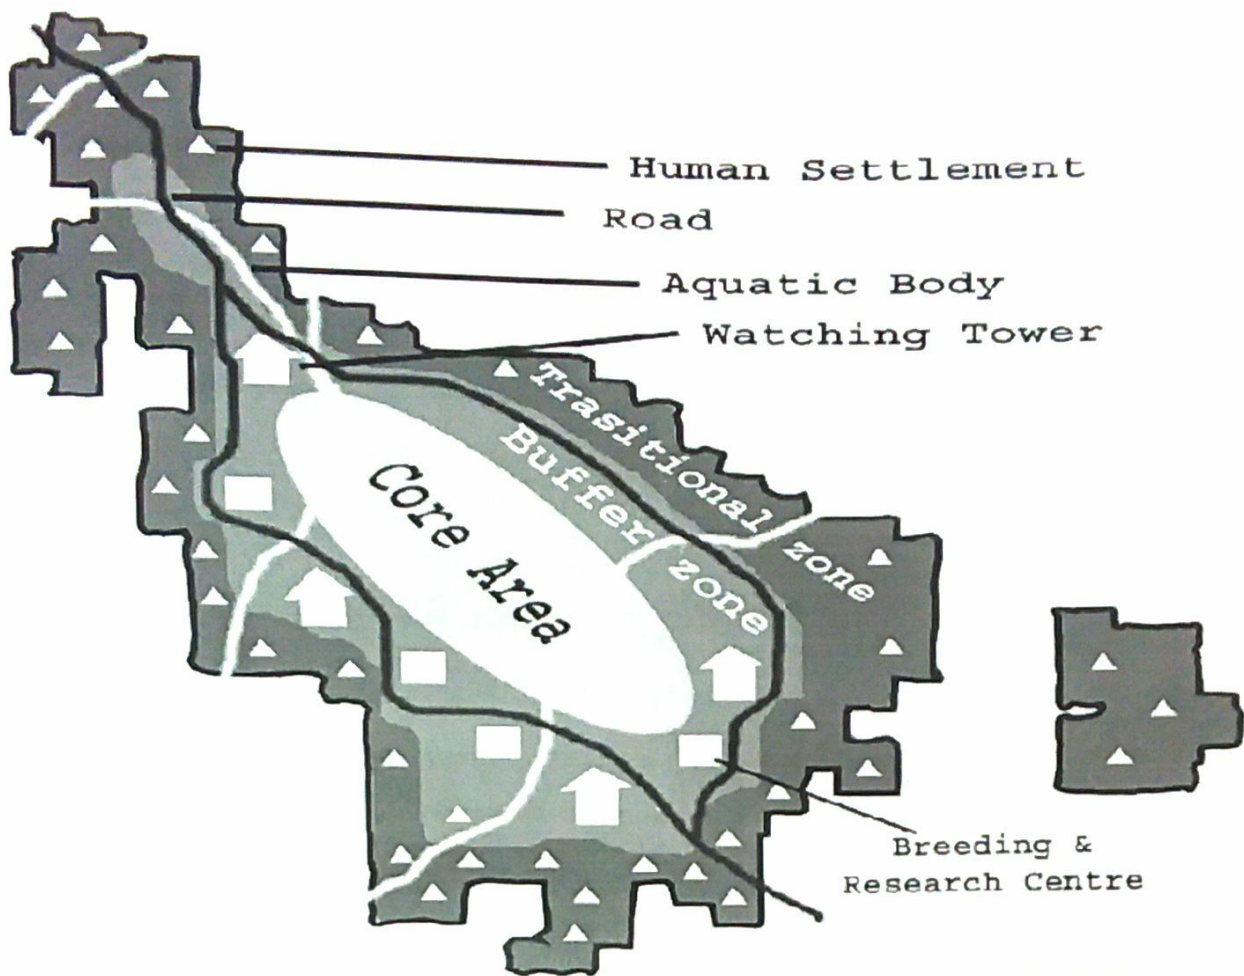 Human Settlement
Road
Aquatic Body
Watching Tower
Trasitional zone
Buffer zone
Core Area
Breeding &
Research Centre